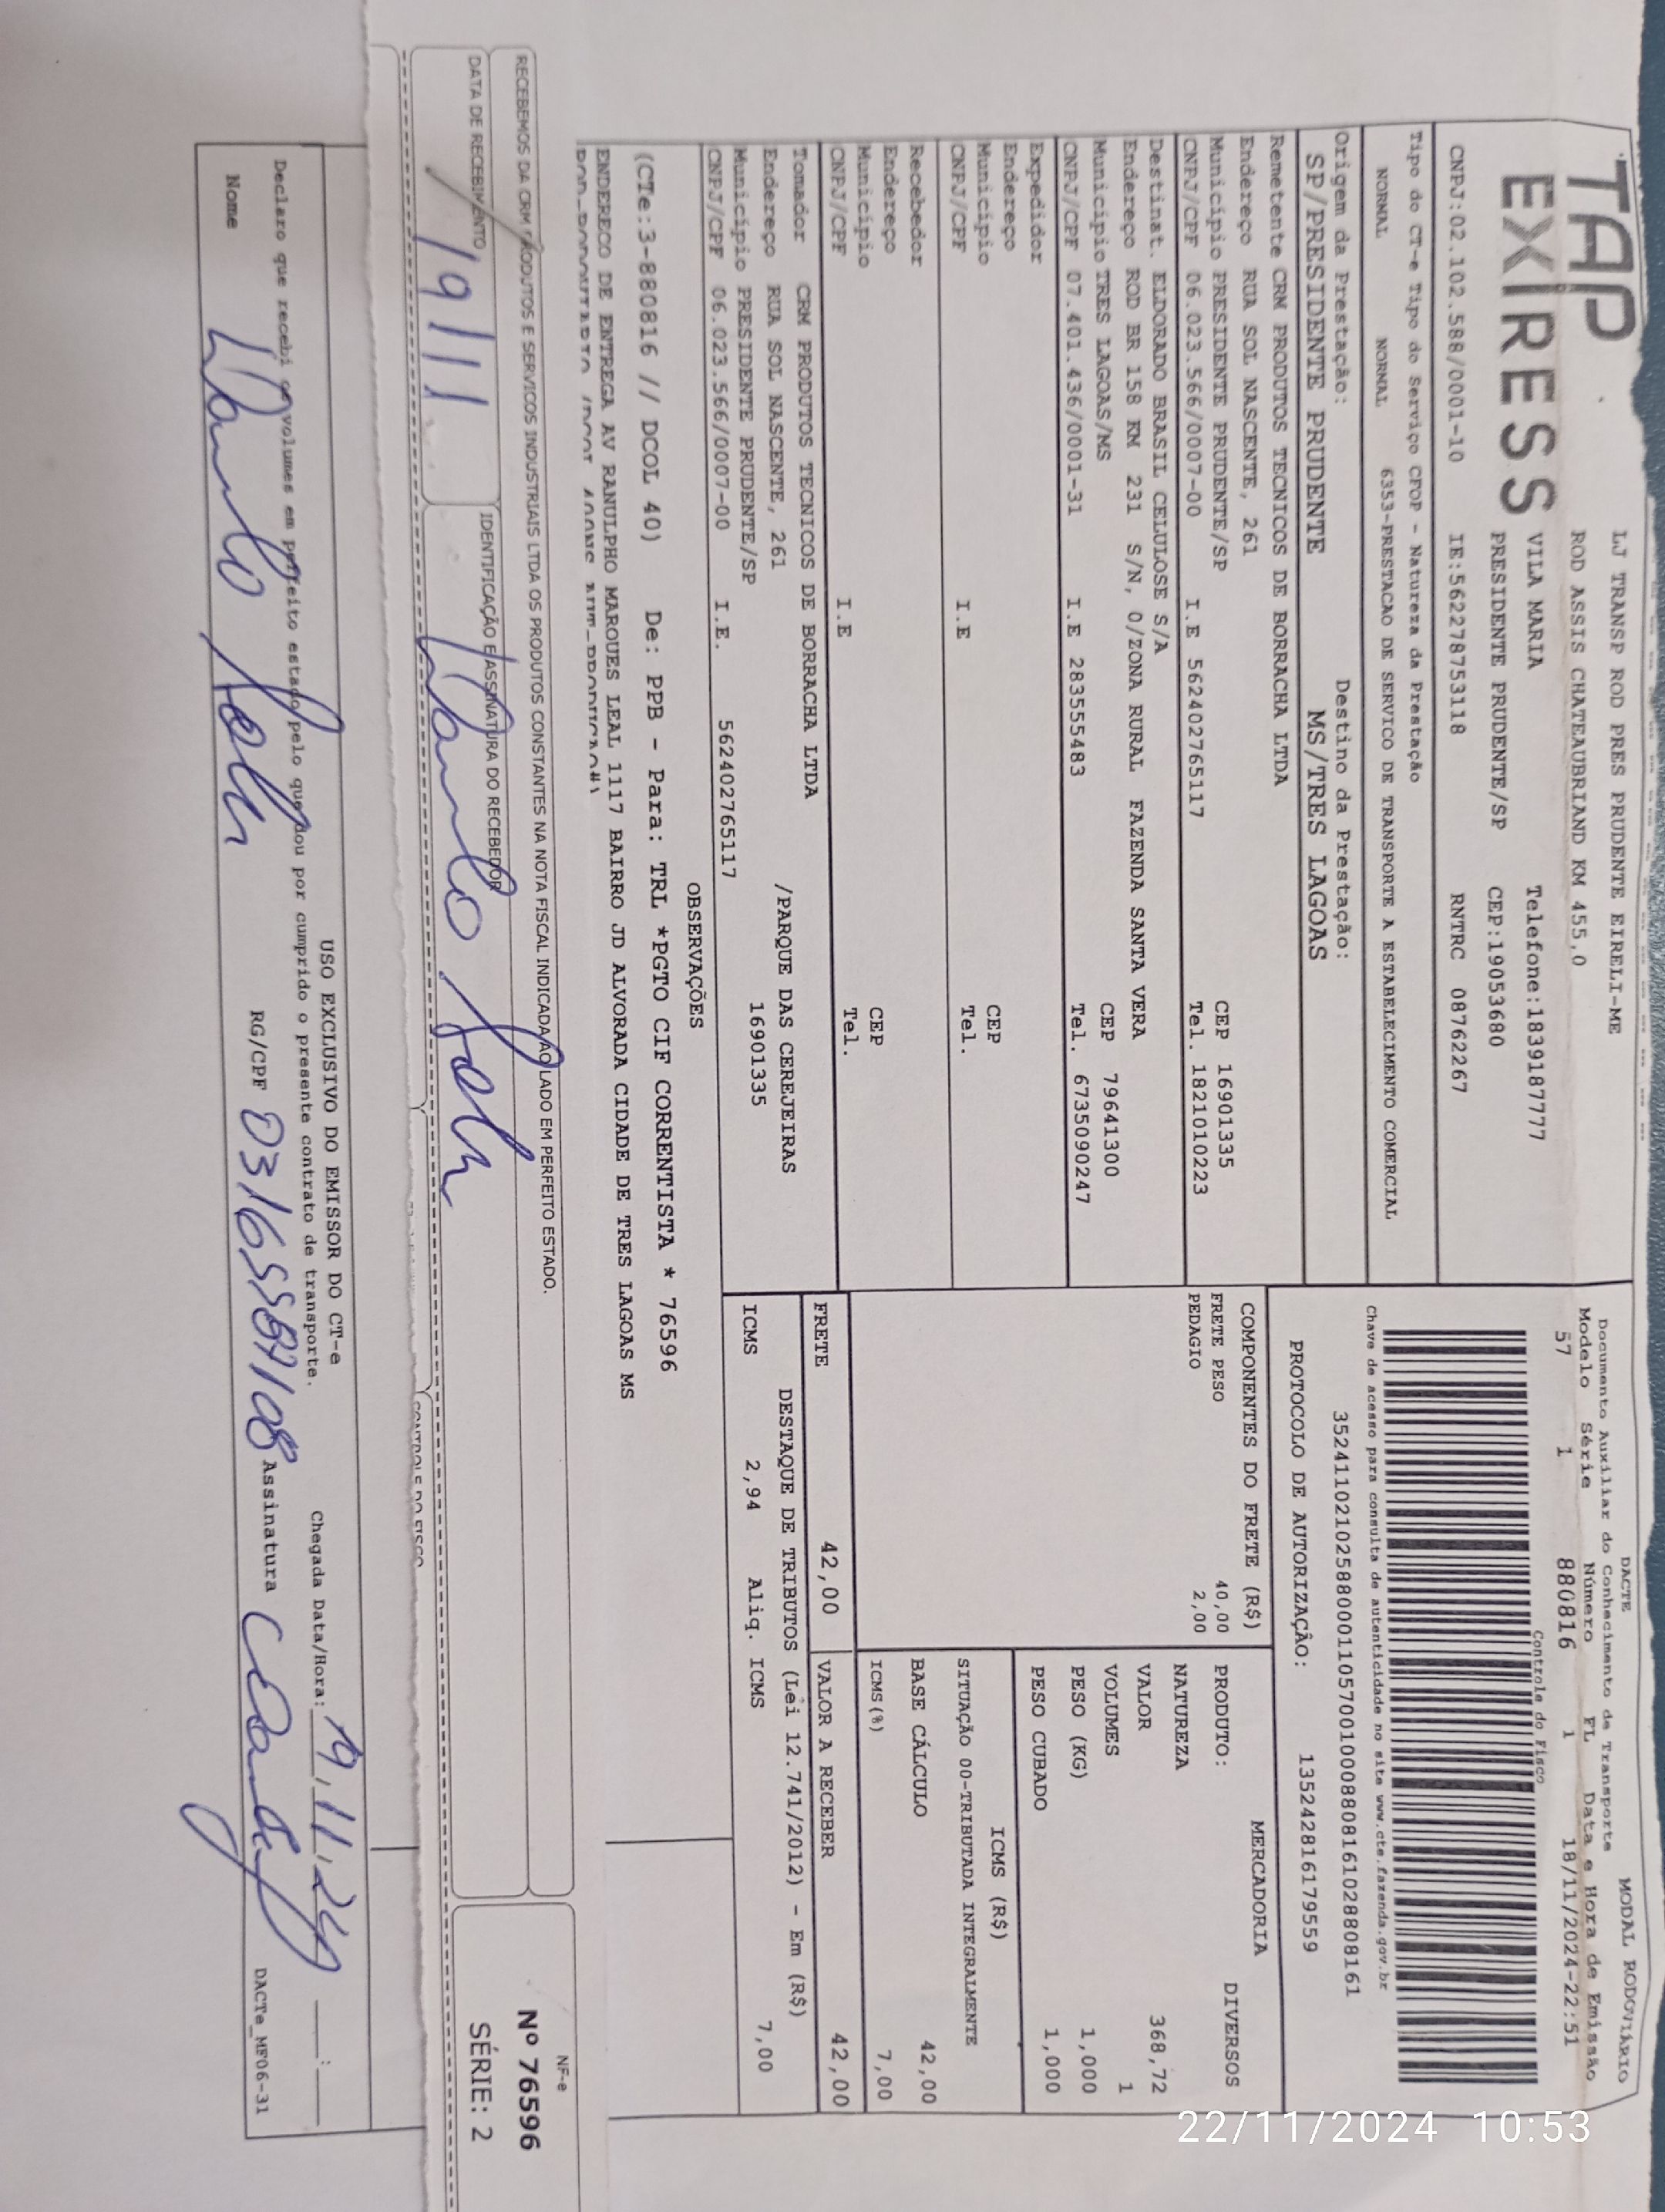 TAP
EXPRESS
LJ TRANSP ROD PRES PRUDENTE EIRELI-ME
ROD ASSIS CHATEAUBRIAND KM 455,0
VILA MARIA Telefone:1839187777
PRESIDENTE PRUDENTE/SP CEP:19053680
CNPJ:02.102.588/0001-10 IE:562278753118 RNTRC 08762267
DACTE MODAL RODOVIÁRIO
Documento Auxiliar do Conhecimento de Transporte
Modelo Série Número FL Data e Hora de Emissão
57 1 880816 1 18/11/2024-22:51
Controle do Fisco
Chave de acesso para consulta de autenticidade no site www.cte.fazenda.gov.br
35241102102588000110570010008808161028808161
PROTOCOLO DE AUTORIZAÇÃO: 135242816179559
Tipo do CT-e Tipo do Serviço CFOP - Natureza da Prestação
NORMAL NORMAL 6353-PRESTACAO DE SERVICO DE TRANSPORTE A ESTABELECIMENTO COMERCIAL
Origem da Prestação: Destino da Prestação:
SP/PRESIDENTE PRUDENTE MS/TRES LAGOAS
Remetente CRM PRODUTOS TECNICOS DE BORRACHA LTDA
Endereço RUA SOL NASCENTE, 261
Município PRESIDENTE PRUDENTE/SP CEP 16901335
CNPJ/CPF 06.023.566/0007-00 I.E 562402765117 Tel. 1821010223
Destinat. ELDORADO BRASIL CELULOSE S/A
Endereço ROD BR 158 KM 231 S/N, 0/ZONA RURAL FAZENDA SANTA VERA
Município TRES LAGOAS/MS CEP 79641300
CNPJ/CPF 07.401.436/0001-31 I.E 283555483 Tel. 6735090247
Expedidor
Endereço
Município CEP
CNPJ/CPF I.E Tel.
Recebedor
Endereço
Município CEP
CNPJ/CPF I.E Tel.
Tomador CRM PRODUTOS TECNICOS DE BORRACHA LTDA
Endereço RUA SOL NASCENTE, 261 /PARQUE DAS CEREJEIRAS
Município PRESIDENTE PRUDENTE/SP 16901335
CNPJ/CPF 06.023.566/0007-00 I.E. 562402765117
COMPONENTES DO FRETE (R$)
FRETE PESO 40,00
PEDAGIO 2,00
MERCADORIA
PRODUTO: DIVERSOS
NATUREZA
VALOR 368,72
VOLUMES 1
PESO (KG) 1,000
PESO CUBADO 1,000
ICMS (R$)
SITUAÇÃO 00-TRIBUTADA INTEGRALMENTE
BASE CÁLCULO 42,00
ICMS(%) 7,00
FRETE 42,00 VALOR A RECEBER 42,00
DESTAQUE DE TRIBUTOS (Lei 12.741/2012) - Em (R$)
ICMS 2,94 Aliq. ICMS 7,00
OBSERVAÇÕES
(CTe:3-880816 // DCOL 40) De: PPB - Para: TRL *PGTO CIF CORRENTISTA * 76596
ENDERECO DE ENTREGA AV RANULPHO MARQUES LEAL 1117 BAIRRO JD ALVORADA CIDADE DE TRES LAGOAS MS
RECEBEMOS DA CRM PRODUTOS E SERVICOS INDUSTRIAIS LTDA OS PRODUTOS CONSTANTES NA NOTA FISCAL INDICADA AO LADO EM PERFEITO ESTADO.
DATA DE RECEBIMENTO IDENTIFICAÇÃO E ASSINATURA DO RECEBEDOR
19/11
NF-e
Nº 76596
SÉRIE: 2
CONTROLE DO FISCO
USO EXCLUSIVO DO EMISSOR DO CT-e
Declaro que recebi os volumes em perfeito estado pelo que dou por cumprido o presente contrato de transporte.
Chegada Data/Hora: 19,11,24 :
Nome RG/CPF Assinatura
DACTe_MF06-31
22/11/2024 10:53